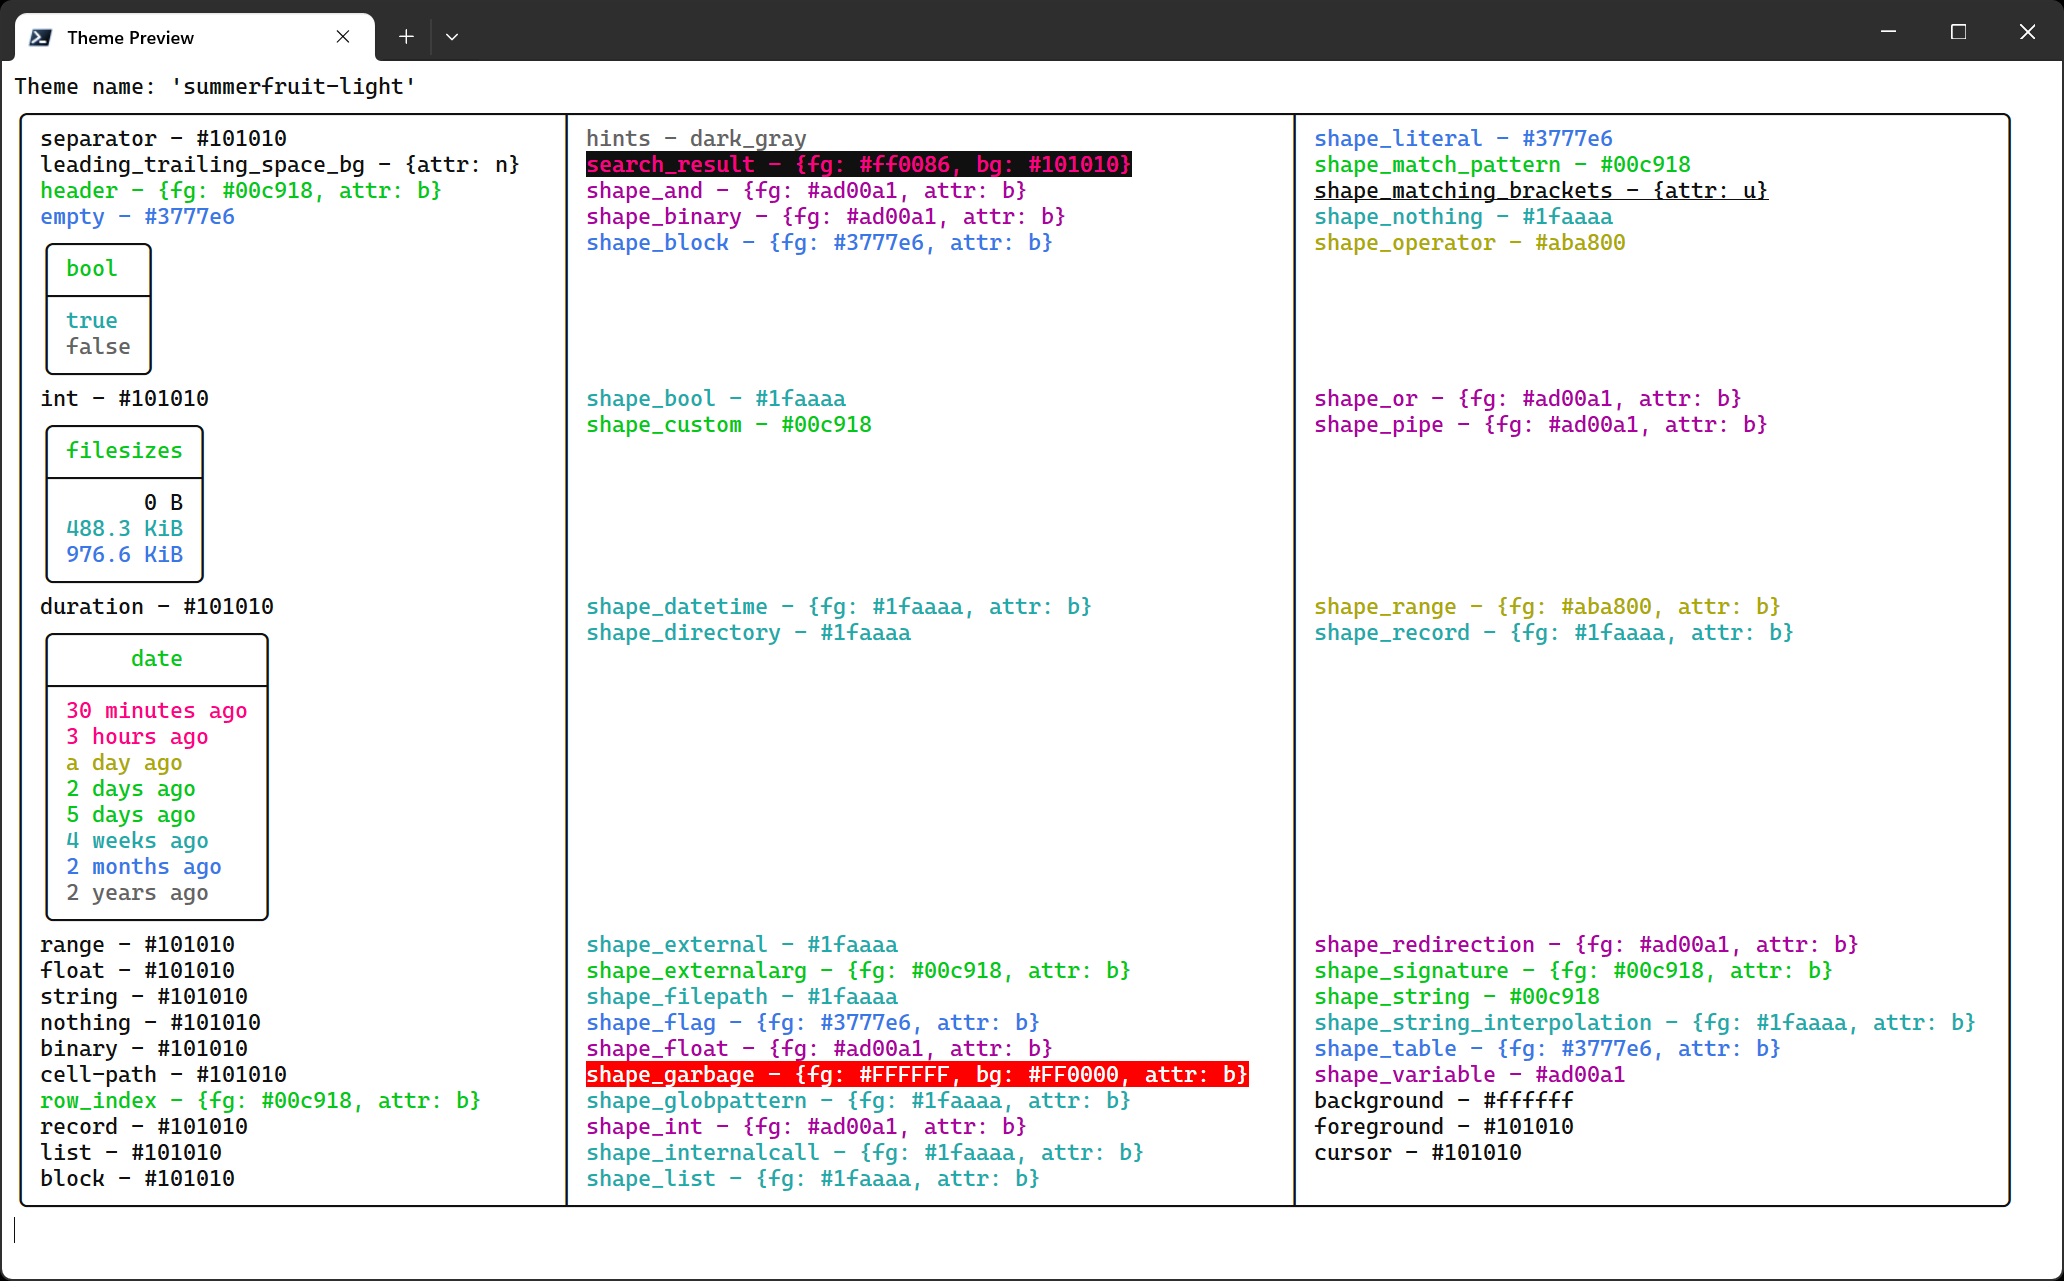 Theme Preview
Theme name: 'summerfruit-light'
separator - #101010
leading_trailing_space_bg - {attr: n}
header - {fg: #00c918, attr: b}
empty - #3777e6
bool
true
false
int - #101010
filesizes
0 B
488.3 KiB
976.6 KiB
duration - #101010
date
30 minutes ago
3 hours ago
a day ago
2 days ago
5 days ago
4 weeks ago
2 months ago
2 years ago
range - #101010
float - #101010
string - #101010
nothing - #101010
binary - #101010
cell-path - #101010
row_index - {fg: #00c918, attr: b}
record - #101010
list - #101010
block - #101010
hints - dark_gray
search_result - {fg: #ff0086, bg: #101010}
shape_and - {fg: #ad00a1, attr: b}
shape_binary - {fg: #ad00a1, attr: b}
shape_block - {fg: #3777e6, attr: b}
shape_bool - #1faaaa
shape_custom - #00c918
shape_datetime - {fg: #1faaaa, attr: b}
shape_directory - #1faaaa
shape_external - #1faaaa
shape_externalarg - {fg: #00c918, attr: b}
shape_filepath - #1faaaa
shape_flag - {fg: #3777e6, attr: b}
shape_float - {fg: #ad00a1, attr: b}
shape_garbage - {fg: #FFFFFF, bg: #FF0000, attr: b}
shape_globpattern - {fg: #1faaaa, attr: b}
shape_int - {fg: #ad00a1, attr: b}
shape_internalcall - {fg: #1faaaa, attr: b}
shape_list - {fg: #1faaaa, attr: b}
shape_literal - #3777e6
shape_match_pattern - #00c918
shape_matching_brackets - {attr: u}
shape_nothing - #1faaaa
shape_operator - #aba800
shape_or - {fg: #ad00a1, attr: b}
shape_pipe - {fg: #ad00a1, attr: b}
shape_range - {fg: #aba800, attr: b}
shape_record - {fg: #1faaaa, attr: b}
shape_redirection - {fg: #ad00a1, attr: b}
shape_signature - {fg: #00c918, attr: b}
shape_string - #00c918
shape_string_interpolation - {fg: #1faaaa, attr: b}
shape_table - {fg: #3777e6, attr: b}
shape_variable - #ad00a1
background - #ffffff
foreground - #101010
cursor - #101010